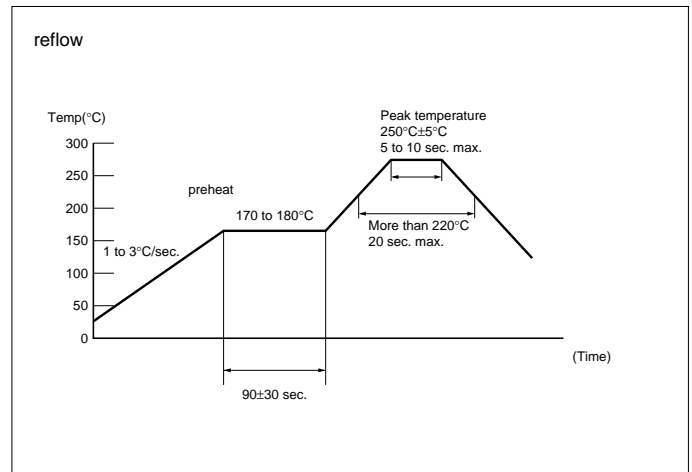 reflow
Temp(°C)
300
250
200
150
100
50
0
1 to 3°C/sec.
preheat
170 to 180°C
90±30 sec.
Peak temperature
250°C±5°C
5 to 10 sec. max.
More than 220°C
20 sec. max.
(Time)